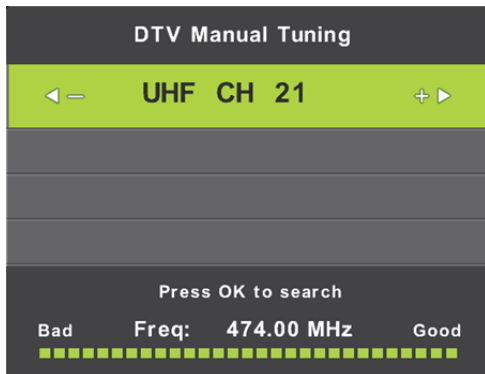 DTV Manual Tuning
UHF CH 21
Press OK to search
Bad Freq: 474.00 MHz Good